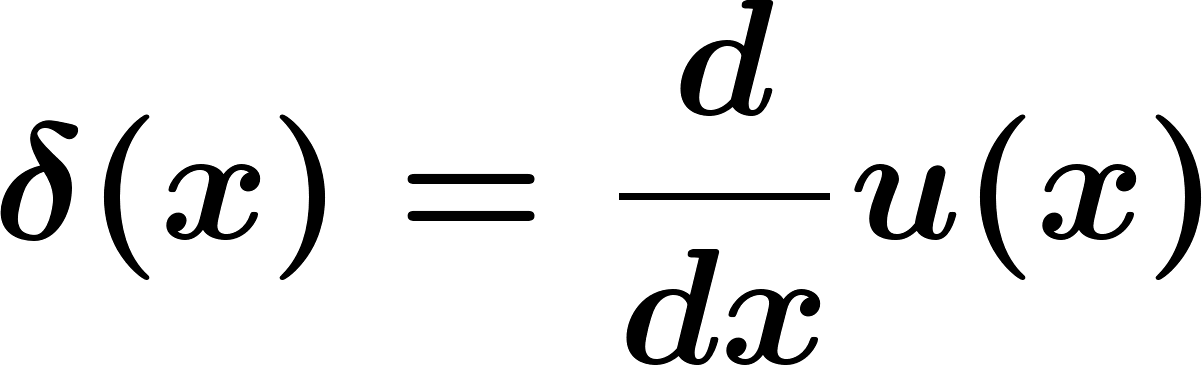 δ(x) = d/dx u(x)